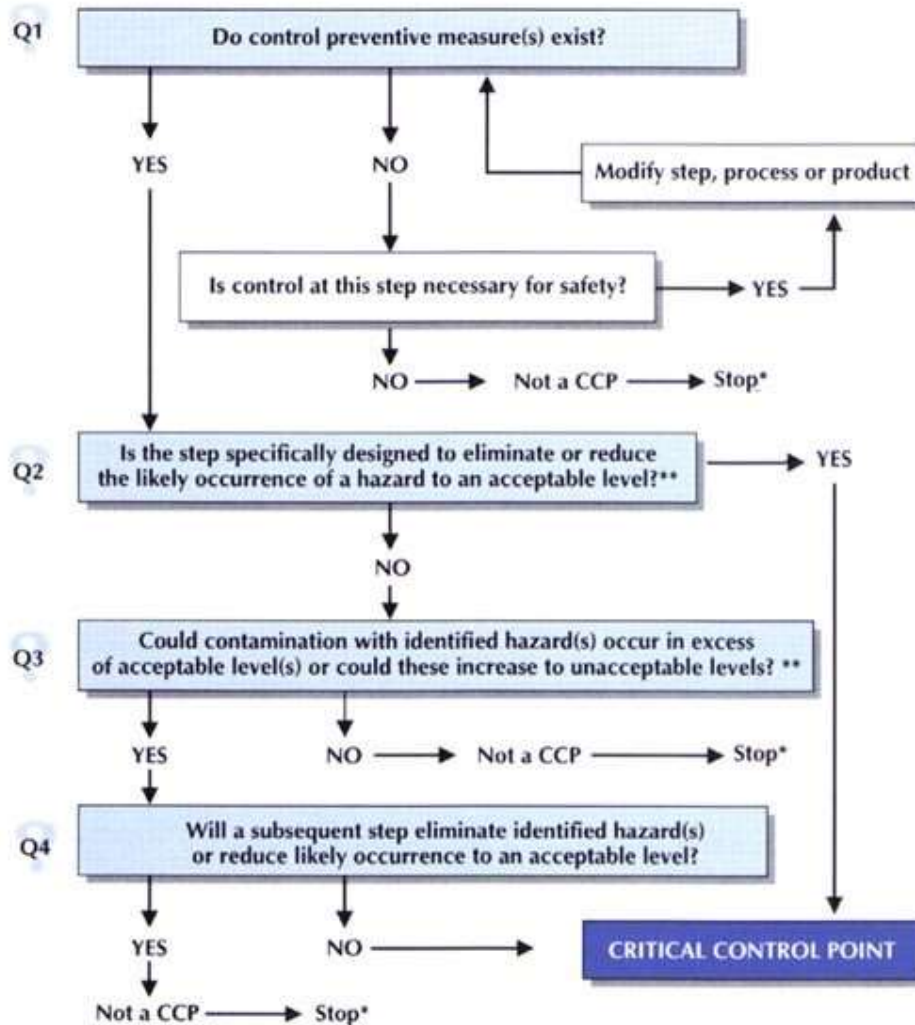 Q1
Do control preventive measure(s) exist?
YES
NO
Modify step, process or product
Is control at this step necessary for safety?
YES
NO
Not a CCP
Stop*
Q2
Is the step specifically designed to eliminate or reduce
the likely occurrence of a hazard to an acceptable level?**
YES
NO
Q3
Could contamination with identified hazard(s) occur in excess
of acceptable level(s) or could these increase to unacceptable levels? **
YES
NO
Not a CCP
Stop*
Q4
Will a subsequent step eliminate identified hazard(s)
or reduce likely occurrence to an acceptable level?
YES
NO
CRITICAL CONTROL POINT
Not a CCP
Stop*